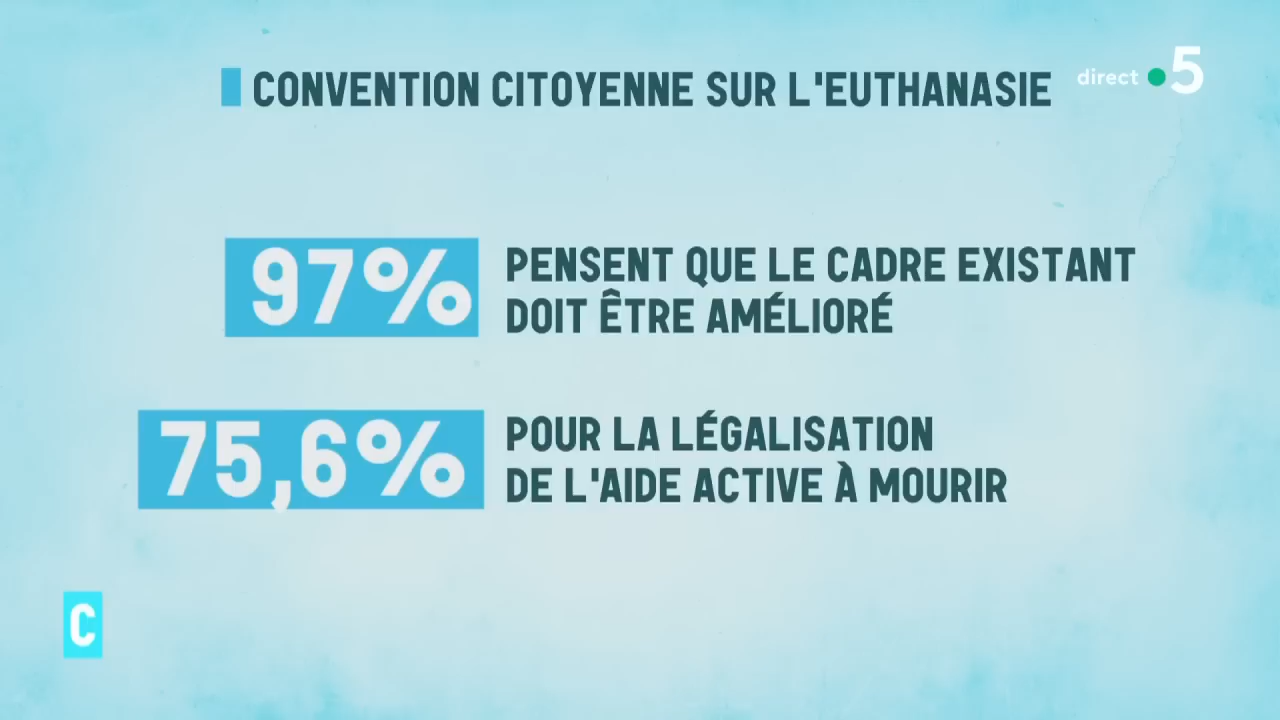 CONVENTION CITOYENNE SUR L'EUTHANASIE
direct 5
97%
PENSENT QUE LE CADRE EXISTANT
DOIT ÊTRE AMÉLIORÉ
75,6%
POUR LA LÉGALISATION
DE L'AIDE ACTIVE À MOURIR
C